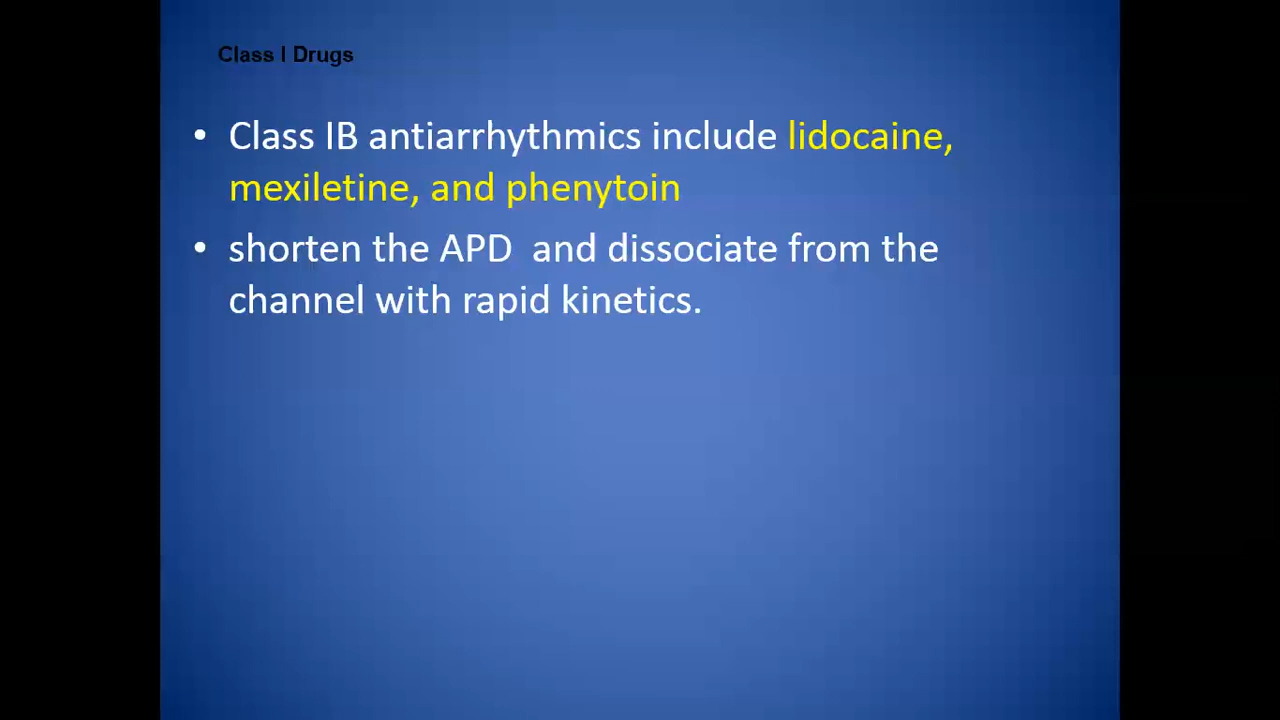 Class I Drugs
• Class IB antiarrhythmics include lidocaine,
mexiletine, and phenytoin
• shorten the APD  and dissociate from the
channel with rapid kinetics.